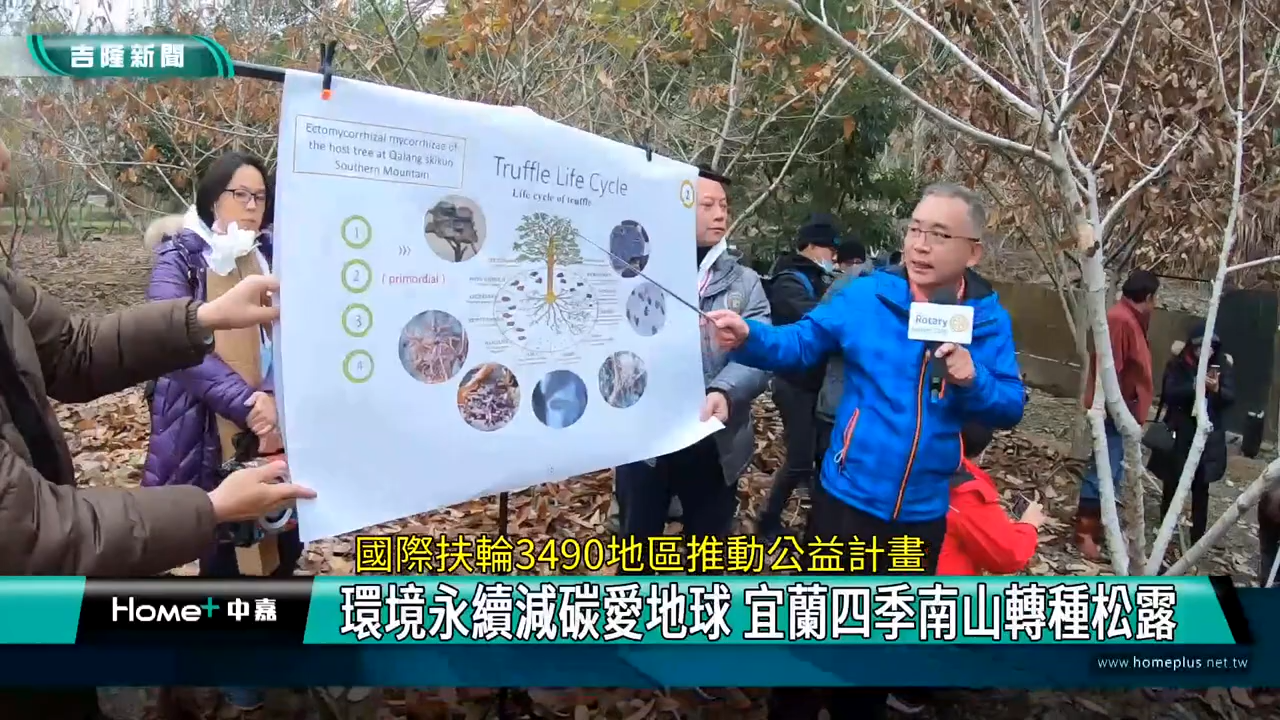 吉隆新聞
Ectomycorrhizal mycorrhizae of
the host tree at Qalang skikun
Southern Mountain
Truffle Life Cycle
Life cycle of truffle
1
1
2
( primordial )
3
4
Rotary
國際扶輪3490地區推動公益計畫
Home+ 中嘉
環境永續減碳愛地球 宜蘭四季南山轉種松露
www.homeplus.net.tw